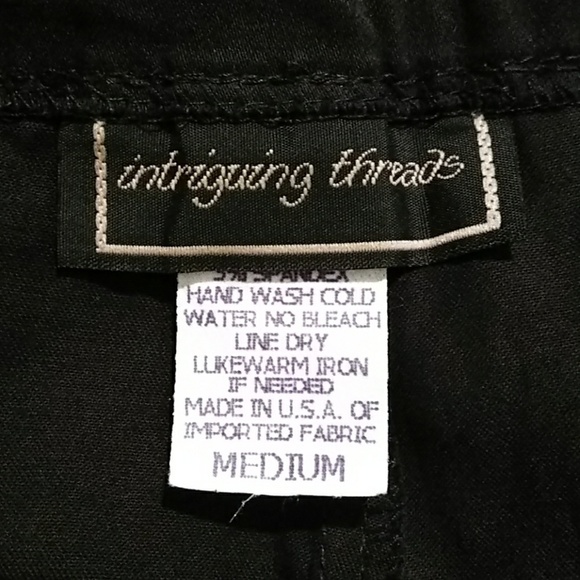 intriguing threads
SPANDEX
HAND WASH COLD
WATER NO BLEACH
LINE DRY
LUKEWARM IRON
IF NEEDED
MADE IN U.S.A. OF
IMPORTED FABRIC
MEDIUM